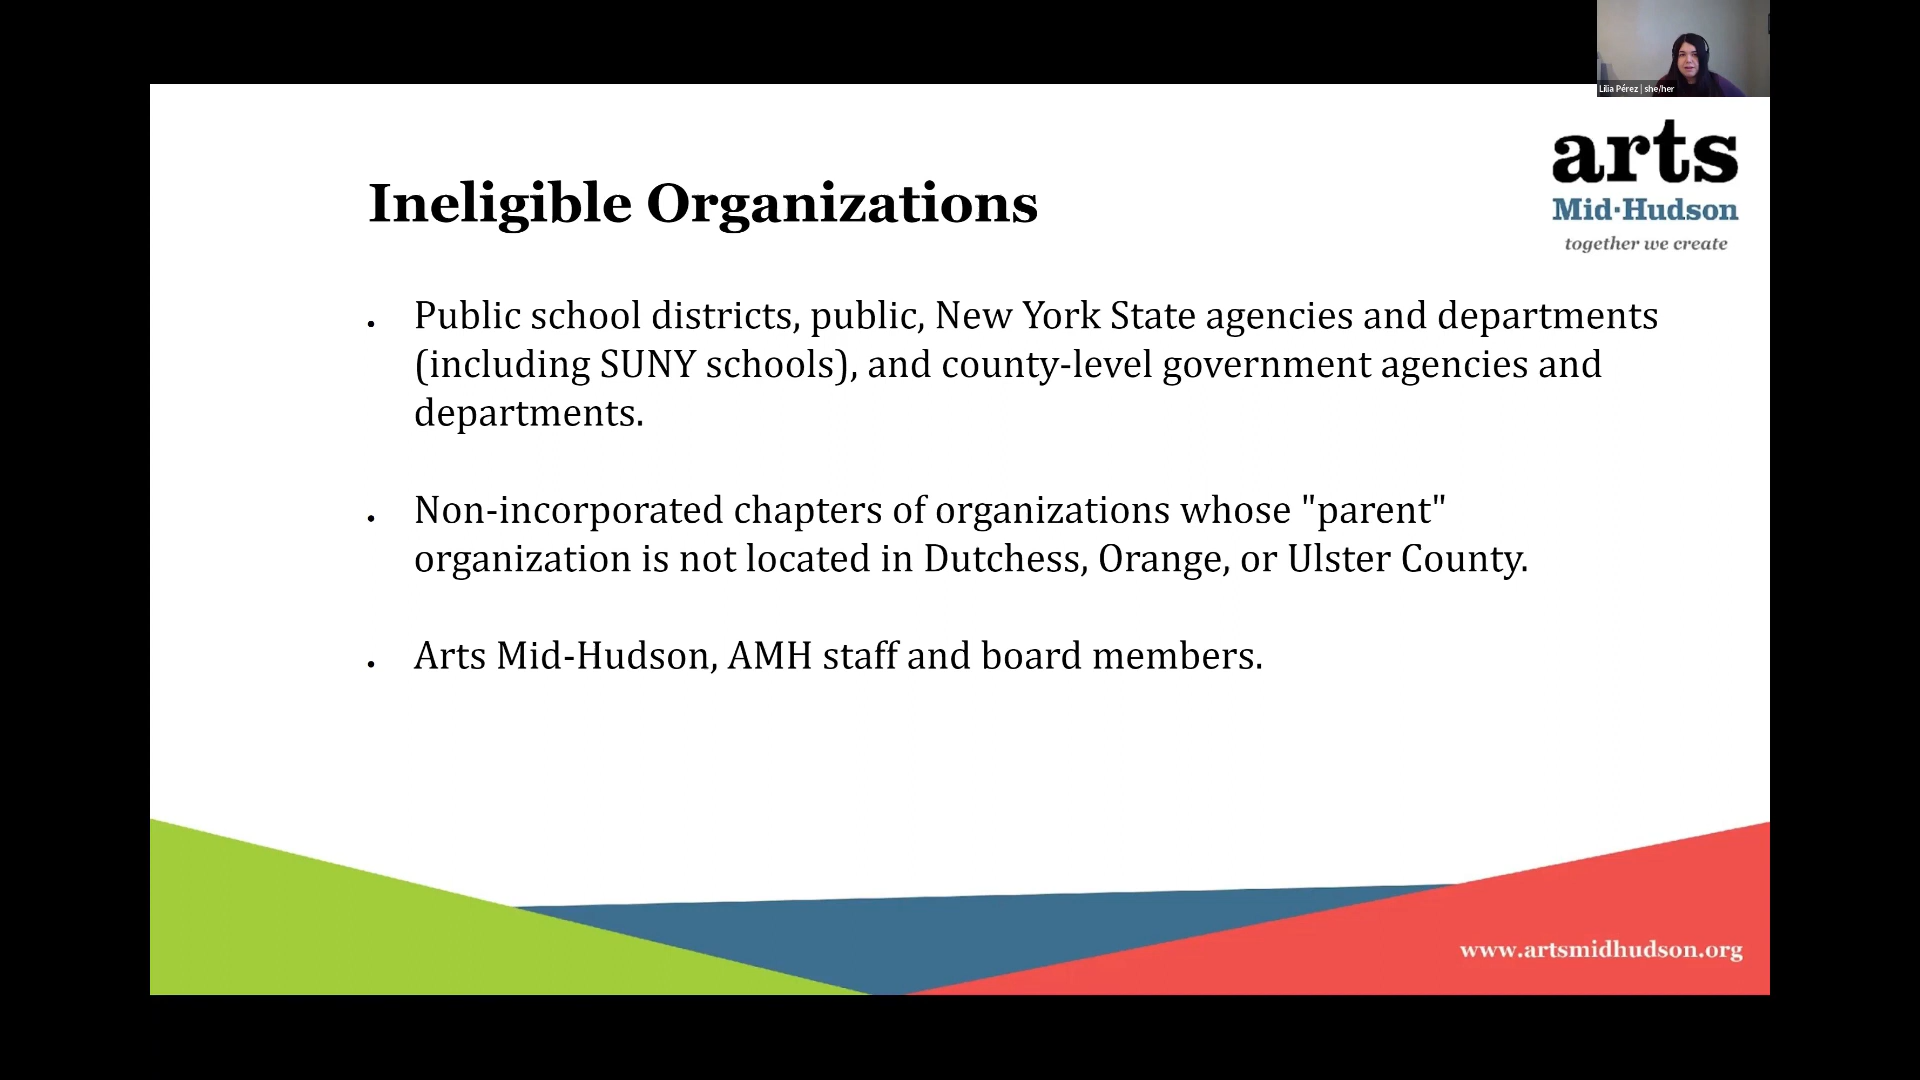 Lilia Pérez | she/her
arts
Mid·Hudson
together we create
Ineligible Organizations
• Public school districts, public, New York State agencies and departments
(including SUNY schools), and county-level government agencies and
departments.
• Non-incorporated chapters of organizations whose "parent"
organization is not located in Dutchess, Orange, or Ulster County.
• Arts Mid-Hudson, AMH staff and board members.
www.artsmidhudson.org